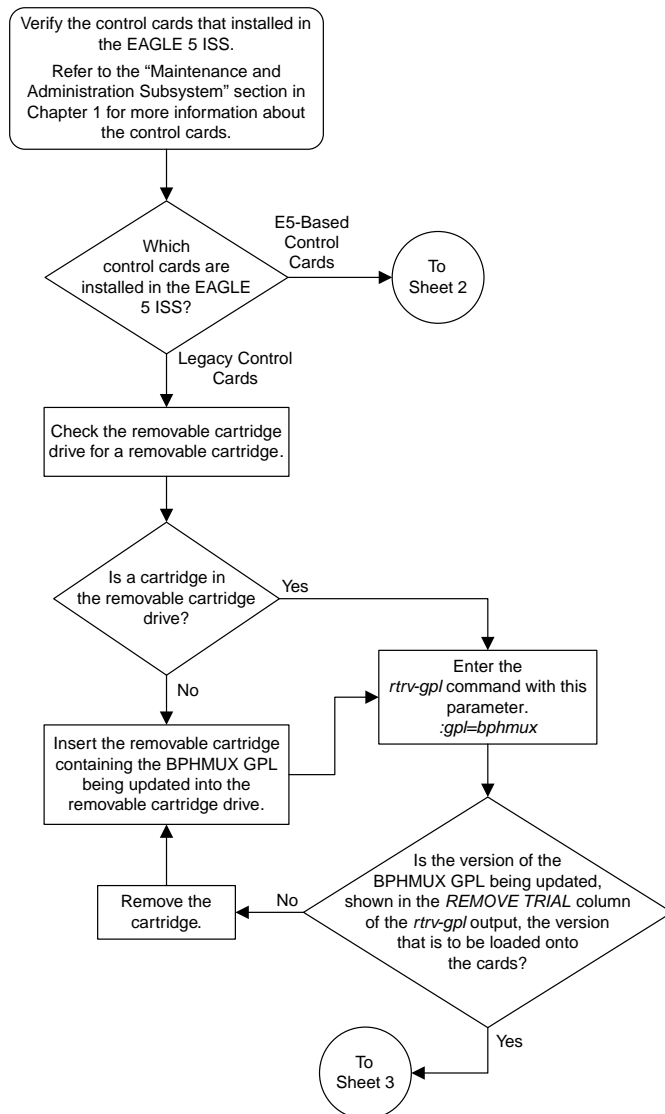 Verify the control cards that installed in
the EAGLE 5 ISS.
Refer to the “Maintenance and
Administration Subsystem” section in
Chapter 1 for more information about
the control cards.
Which
control cards are
installed in the EAGLE
5 ISS?
E5-Based
Control
Cards
To
Sheet 2
Legacy Control
Cards
Check the removable cartridge
drive for a removable cartridge.
Is a cartridge in
the removable cartridge
drive?
Yes
No
Enter the
rtrv-gpl command with this
parameter.
:gpl=bphmux
Insert the removable cartridge
containing the BPHMUX GPL
being updated into the
removable cartridge drive.
Is the version of the
BPHMUX GPL being updated,
shown in the REMOVE TRIAL column
of the rtrv-gpl output, the version
that is to be loaded onto
the cards?
No
Remove the
cartridge.
Yes
To
Sheet 3